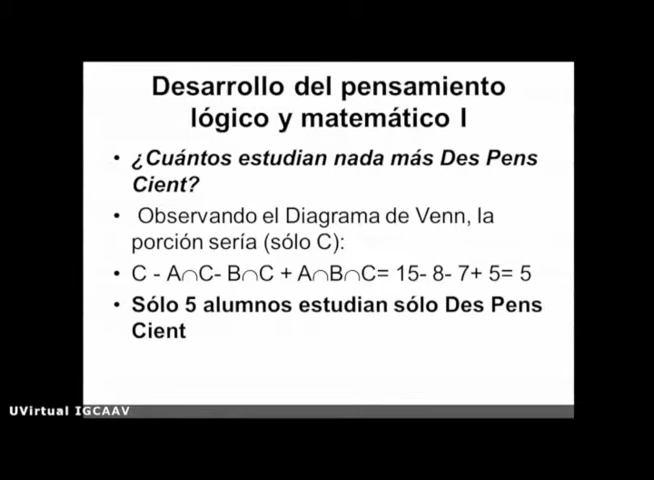 Desarrollo del pensamiento
lógico y matemático I
• ¿Cuántos estudian nada más Des Pens
Cient?
• Observando el Diagrama de Venn, la
porción sería (sólo C):
• C - A∩C- B∩C + A∩B∩C= 15- 8- 7+ 5= 5
• Sólo 5 alumnos estudian sólo Des Pens
Cient
UVirtual IGCAAV